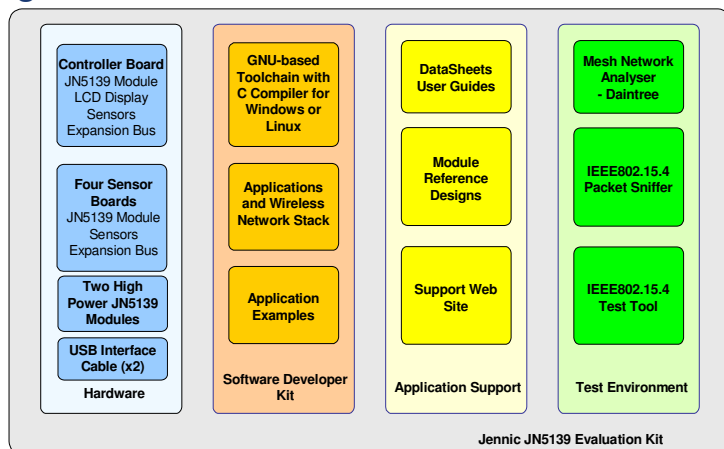 Controller Board
JN5139 Module
LCD Display
Sensors
Expansion Bus
Four Sensor
Boards
JN5139 Module
Sensors
Expansion Bus
Two High
Power JN5139
Modules
USB Interface
Cable (x2)
Hardware
GNU-based
Toolchain with
C Compiler for
Windows or
Linux
Applications
and Wireless
Network Stack
Application
Examples
Software Developer
Kit
DataSheets
User Guides
Module
Reference
Designs
Support Web
Site
Application Support
Mesh Network
Analyser
- Daintree
IEEE802.15.4
Packet Sniffer
IEEE802.15.4
Test Tool
Test Environment
Jennic JN5139 Evaluation Kit